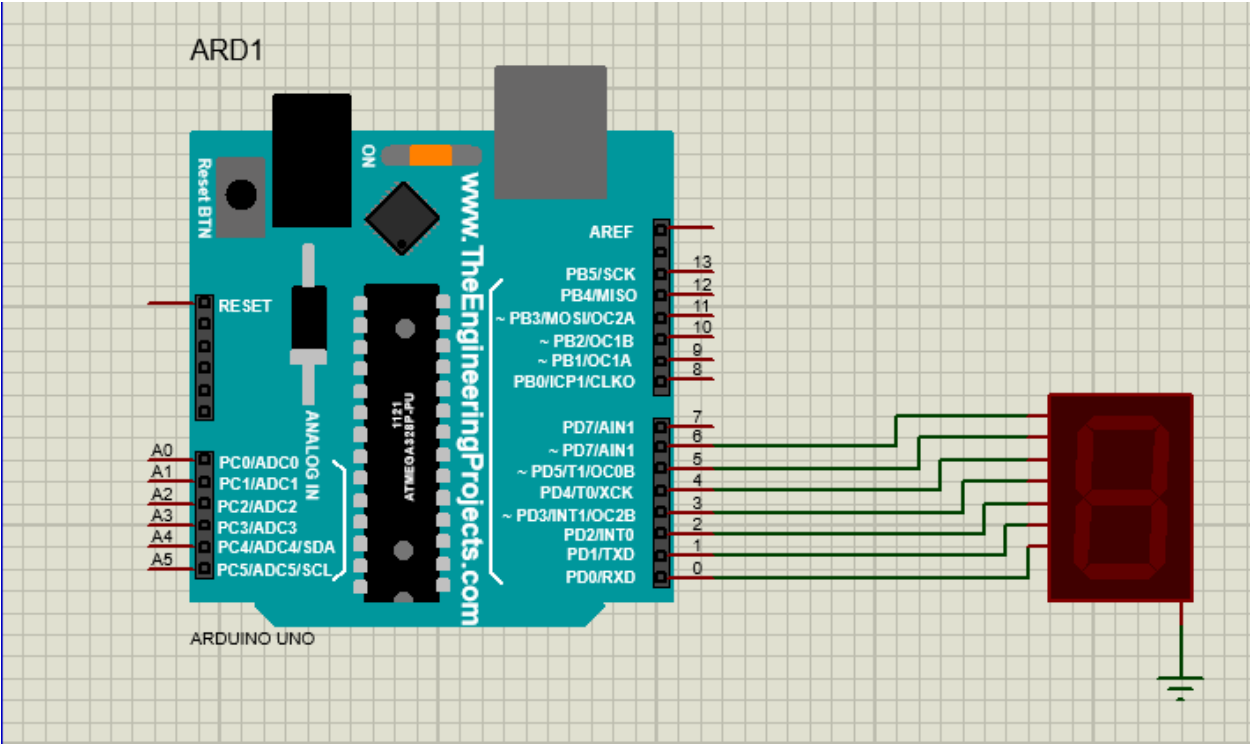 ARD1
Reset BTN
ON
www.TheEngineeringProjects.com
RESET
ANALOG IN
1121
ATMEGA328P-PU
A0
PC0/ADC0
A1
PC1/ADC1
A2
PC2/ADC2
A3
PC3/ADC3
A4
PC4/ADC4/SDA
A5
PC5/ADC5/SCL
AREF
PB5/SCK 13
PB4/MISO 12
~ PB3/MOSI/OC2A 11
~ PB2/OC1B 10
~ PB1/OC1A 9
PB0/ICP1/CLKO 8
PD7/AIN1 7
~ PD7/AIN1 6
~ PD5/T1/OC0B 5
PD4/T0/XCK 4
~ PD3/INT1/OC2B 3
PD2/INT0 2
PD1/TXD 1
PD0/RXD 0
ARDUINO UNO